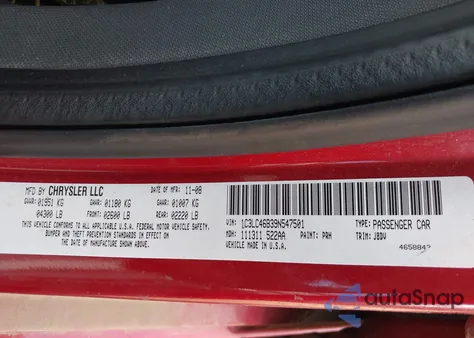 MFD BY CHRYSLER LLC DATE OF MFR 11-08
GVWR: 01951 KG GAWR: 01180 KG GAWR: 01007 KG
04300 LB FRONT: 02600 LB REAR: 02220 LB
THIS VEHICLE CONFORMS TO ALL APPLICABLE U.S.A. FEDERAL MOTOR VEHICLE SAFETY,
BUMPER AND THEFT PREVENTION STANDARDS IN EFFECT ON
THE DATE OF MANUFACTURE SHOWN ABOVE.
VIN: 1C3LC46B39N547501 TYPE: PASSENGER CAR
MDH: 111311 522AA PAINT: PRH TRIM: JBDV
VEHICLE MADE IN U.S.A.
autoSnap